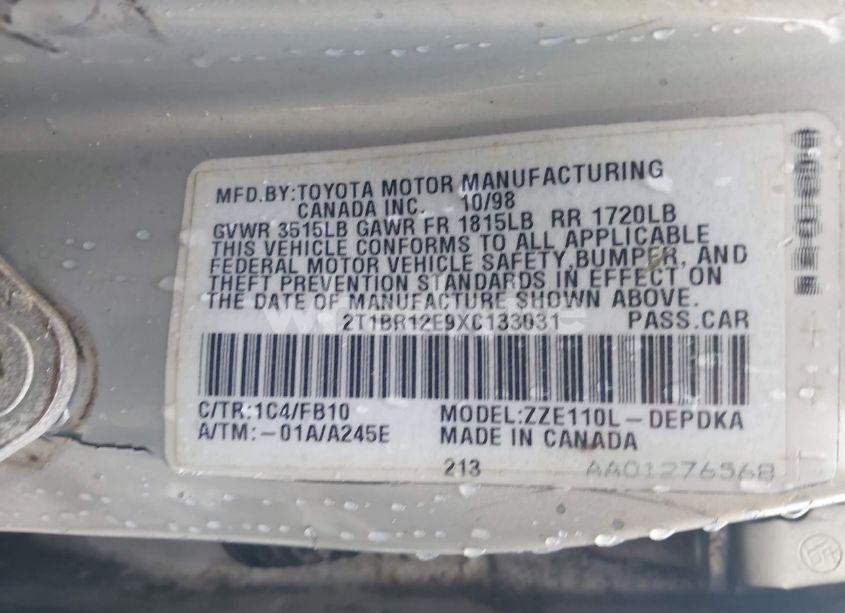 MFD.BY:TOYOTA MOTOR MANUFACTURING
CANADA INC. 10/98
GVWR 3515LB GAWR FR 1815LB RR 1720LB
THIS VEHICLE CONFORMS TO ALL APPLICABLE
FEDERAL MOTOR VEHICLE SAFETY,BUMPER, AND
THEFT PREVENTION STANDARDS IN EFFECT ON
THE DATE OF MANUFACTURE SHOWN ABOVE.
2T1BR12E9XC133031 PASS.CAR
C/TR:1C4/FB10 MODEL:ZZE110L-DEPDKA
A/TM:-01A/A245E MADE IN CANADA
213 AA01276568